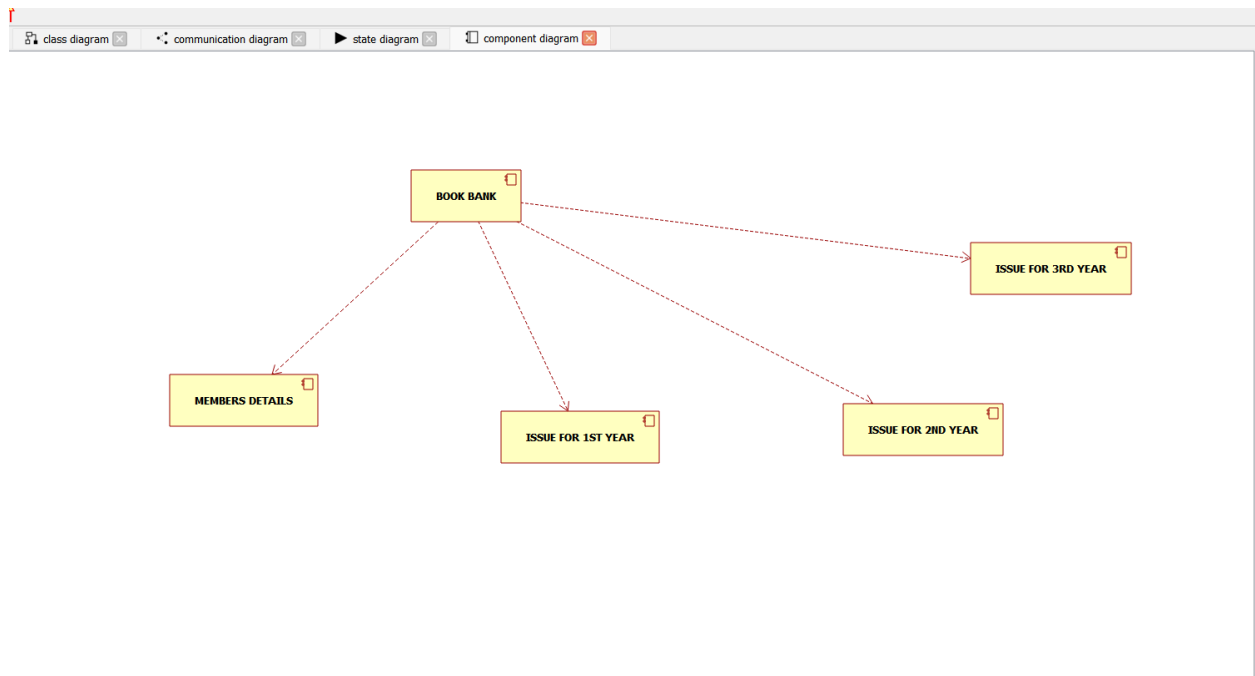 class diagram
communication diagram
state diagram
component diagram
BOOK BANK
ISSUE FOR 3RD YEAR
MEMBERS DETAILS
ISSUE FOR 1ST YEAR
ISSUE FOR 2ND YEAR